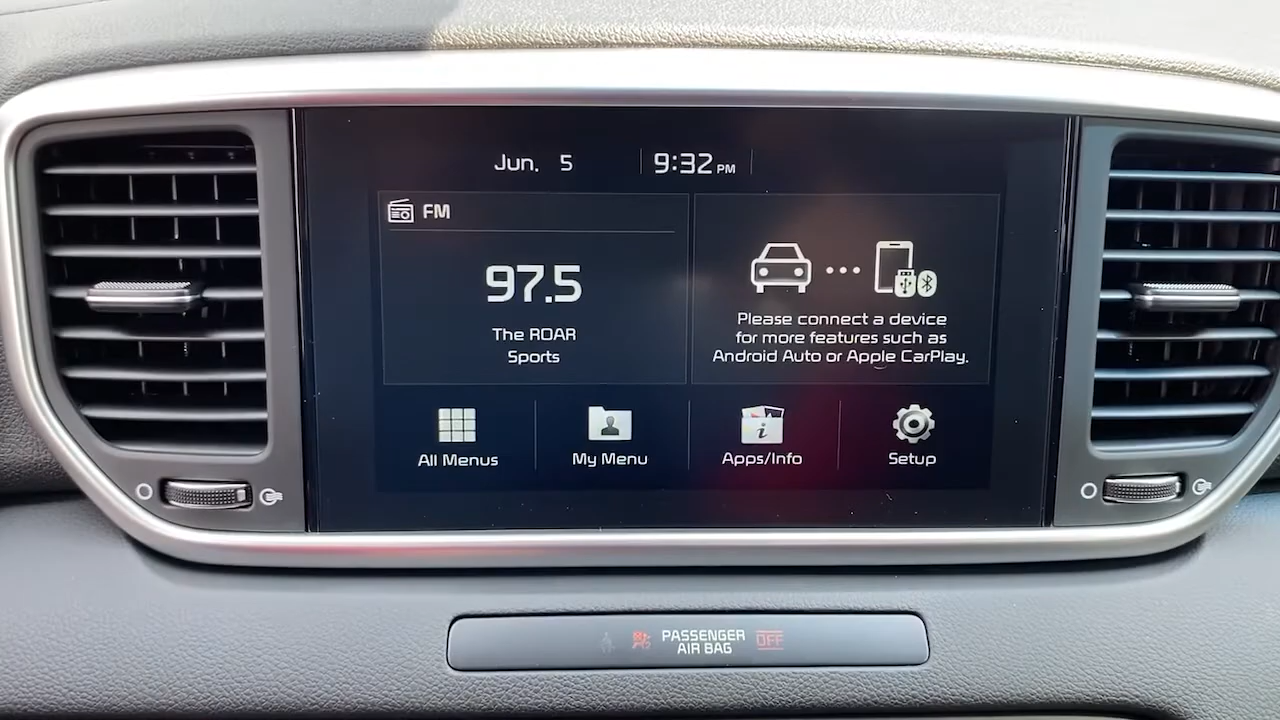 Jun. 5 9:32 PM
FM
97.5
The ROAR
Sports
Please connect a device
for more features such as
Android Auto or Apple CarPlay.
All Menus My Menu Apps/Info Setup
PASSENGER
AIR BAG OFF